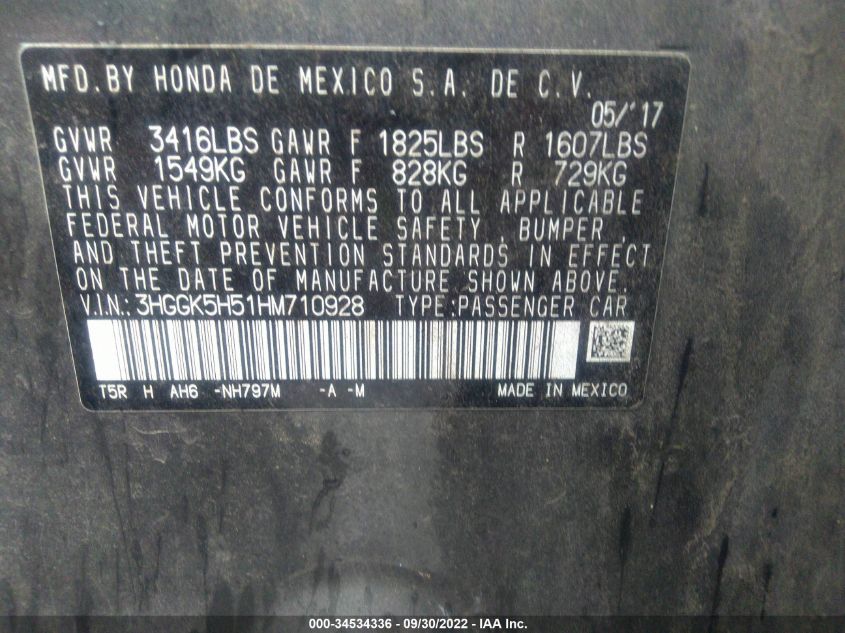 MFD.BY HONDA DE MEXICO S.A. DE C.V.
05/'17
GVWR 3416LBS GAWR F 1825LBS R 1607LBS
GVWR 1549KG GAWR F 828KG R 729KG
THIS VEHICLE CONFORMS TO ALL APPLICABLE
FEDERAL MOTOR VEHICLE SAFETY, BUMPER,
AND THEFT PREVENTION STANDARDS IN EFFECT
ON THE DATE OF MANUFACTURE SHOWN ABOVE.
V.I.N.: 3HGGK5H51HM710928 TYPE:PASSENGER CAR
T5R H AH6 -NH797M -A -M MADE IN MEXICO
000-34534336 - 09/30/2022 - IAA Inc.